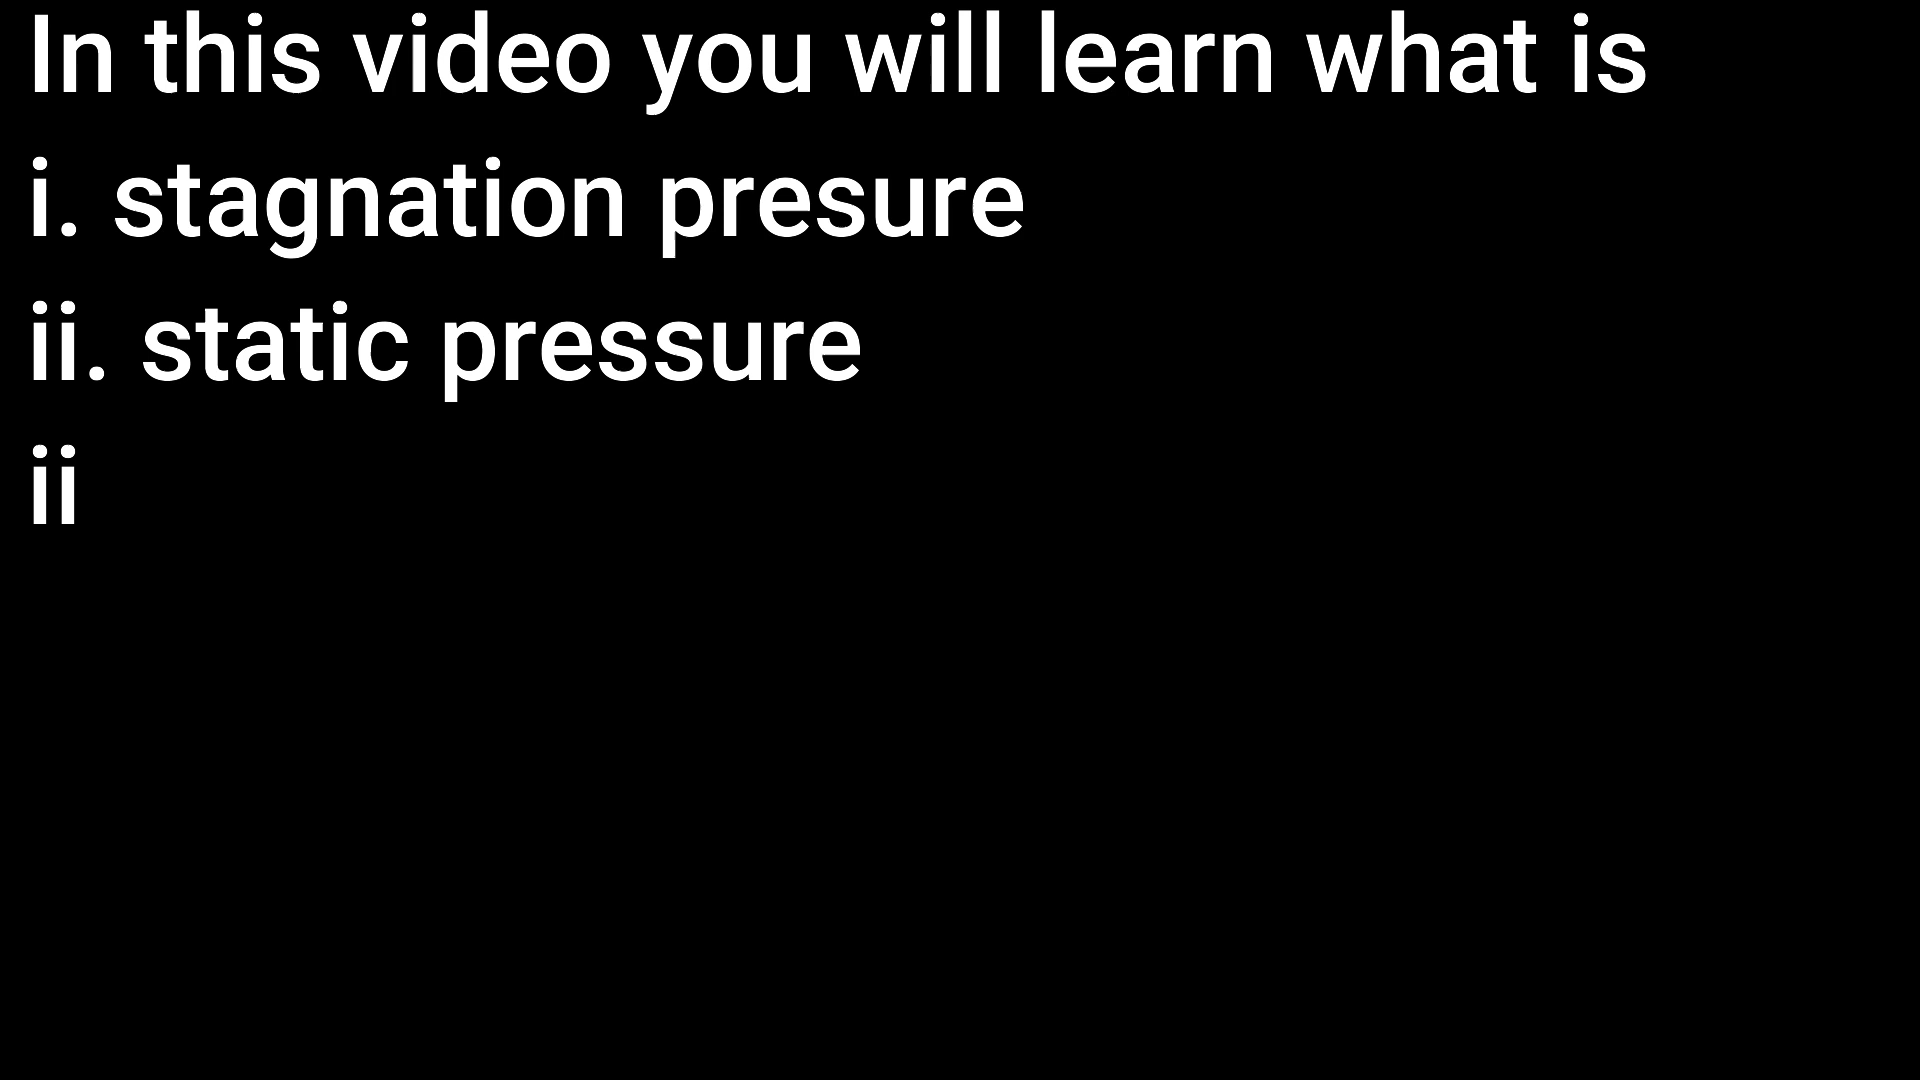 In this video you will learn what is
i. stagnation presure
ii. static pressure
ii